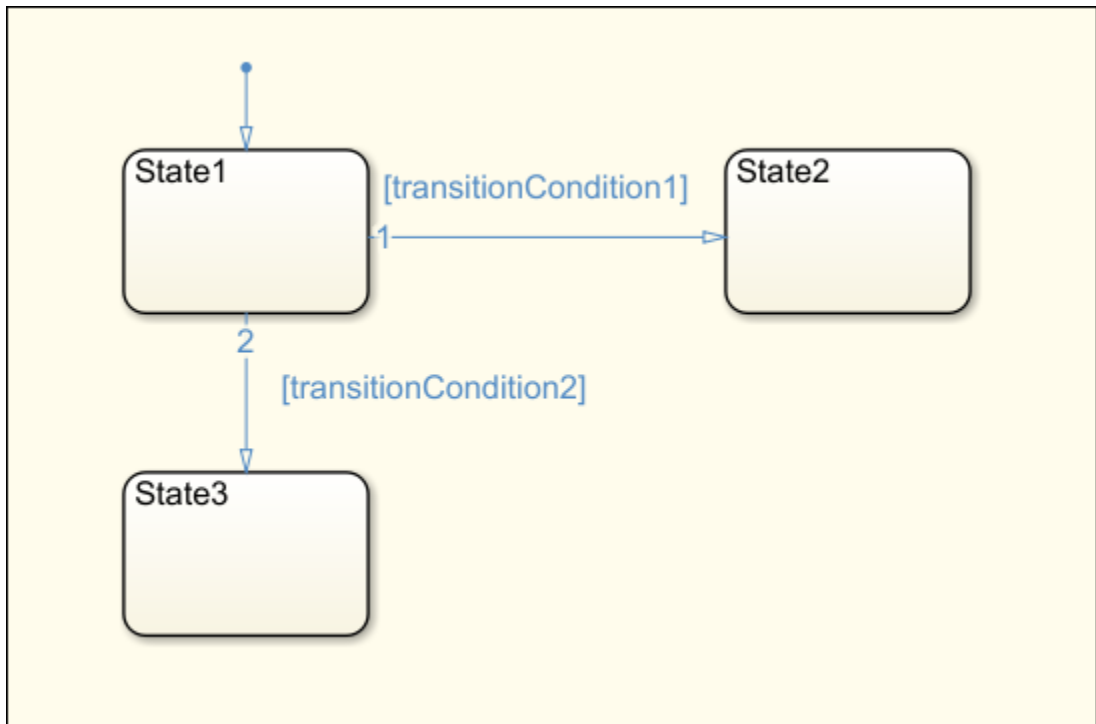 State1
[transitionCondition1]
State2
1
2
[transitionCondition2]
State3